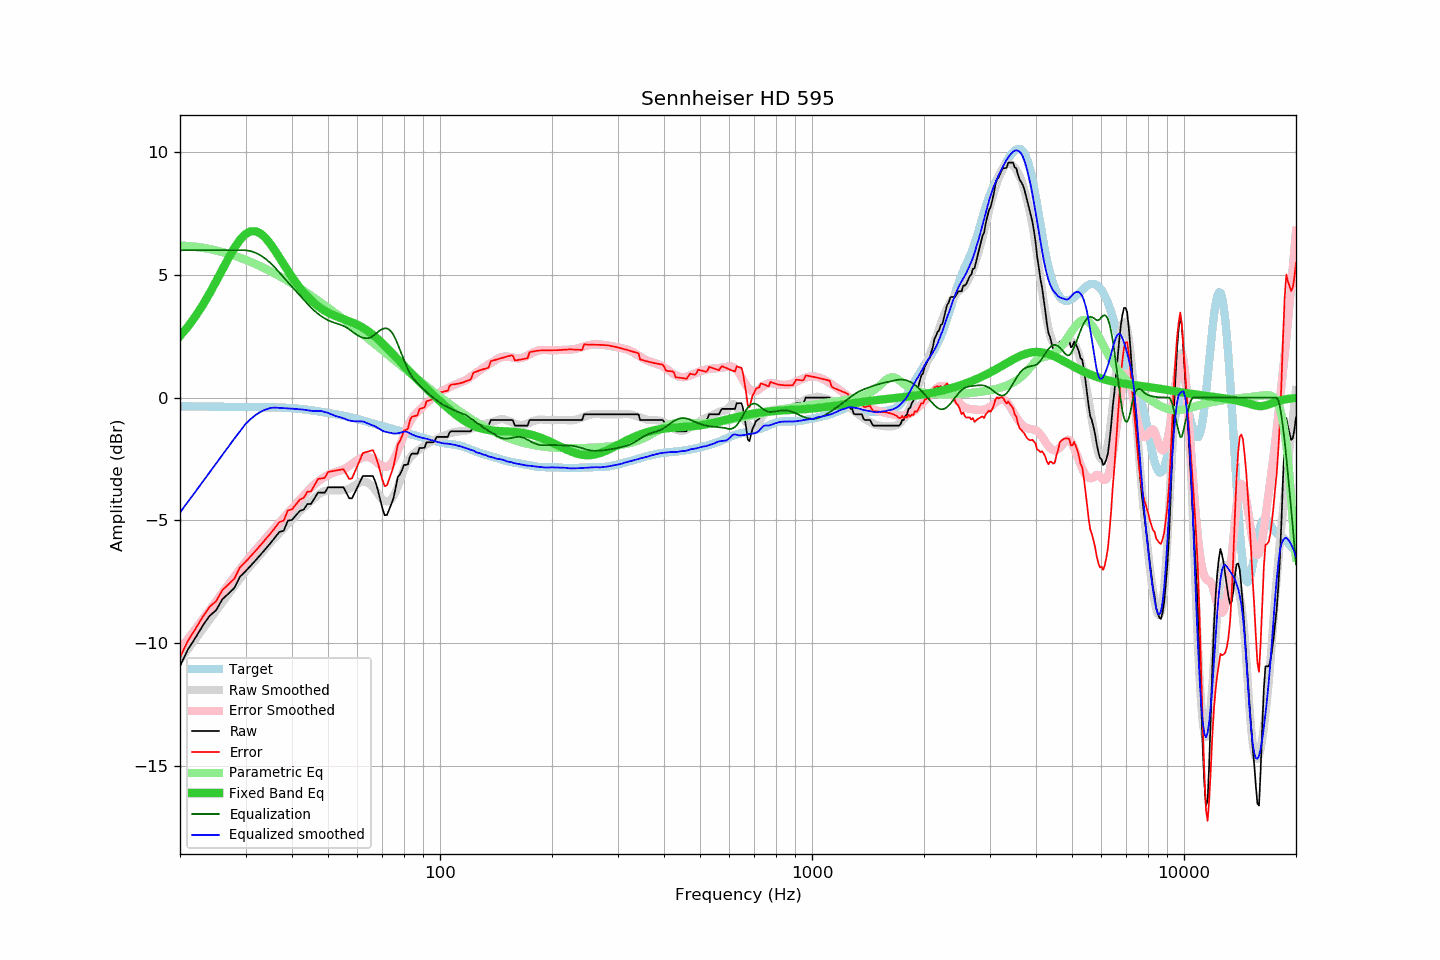 Sennheiser HD 595
10
5
0
−5
−10
−15
Amplitude (dBr)
Target
Raw Smoothed
Error Smoothed
Raw
Error
Parametric Eq
Fixed Band Eq
Equalization
Equalized smoothed
100
1000
10000
Frequency (Hz)